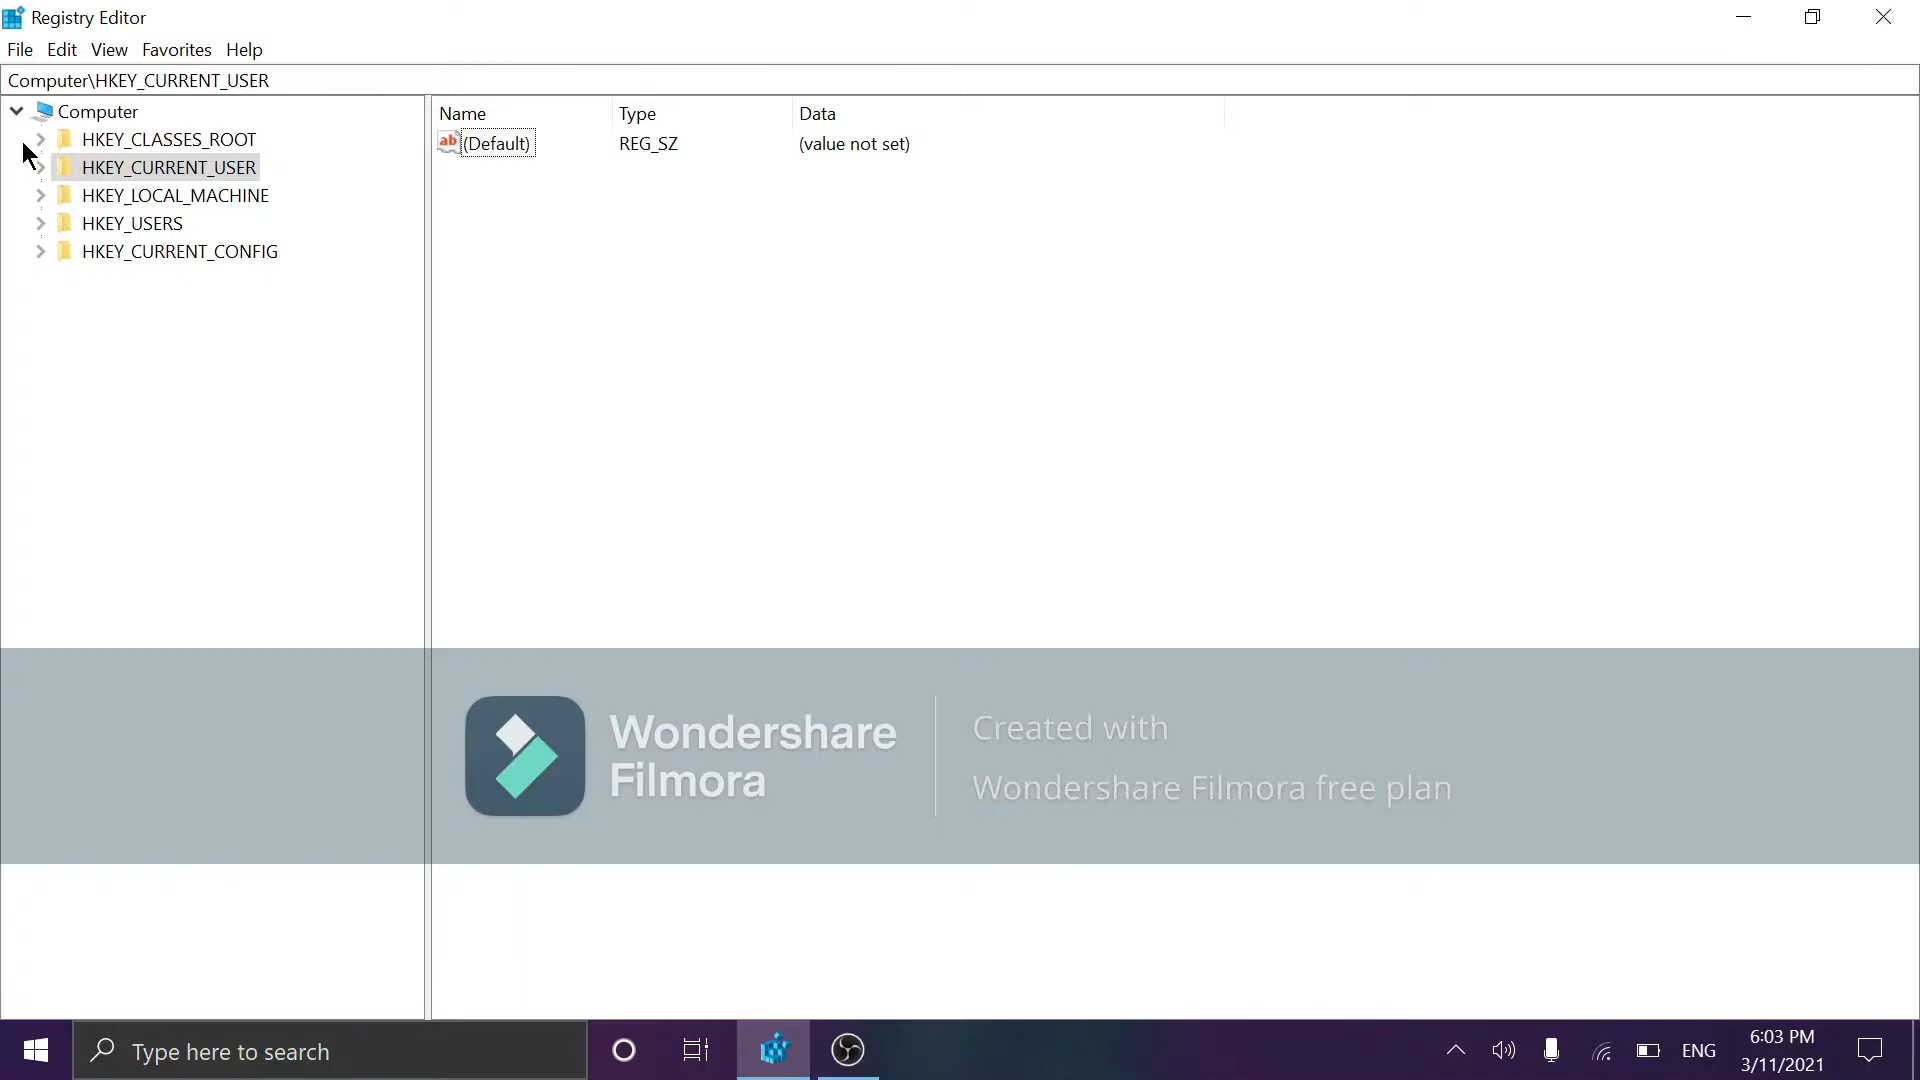 Registry Editor
File Edit View Favorites Help
Computer\HKEY_CURRENT_USER
Computer
HKEY_CLASSES_ROOT
HKEY_CURRENT_USER
HKEY_LOCAL_MACHINE
HKEY_USERS
HKEY_CURRENT_CONFIG
Name Type Data
ab (Default) REG_SZ (value not set)
Wondershare
Filmora
Created with
Wondershare Filmora free plan
Type here to search
ENG
6:03 PM
3/11/2021